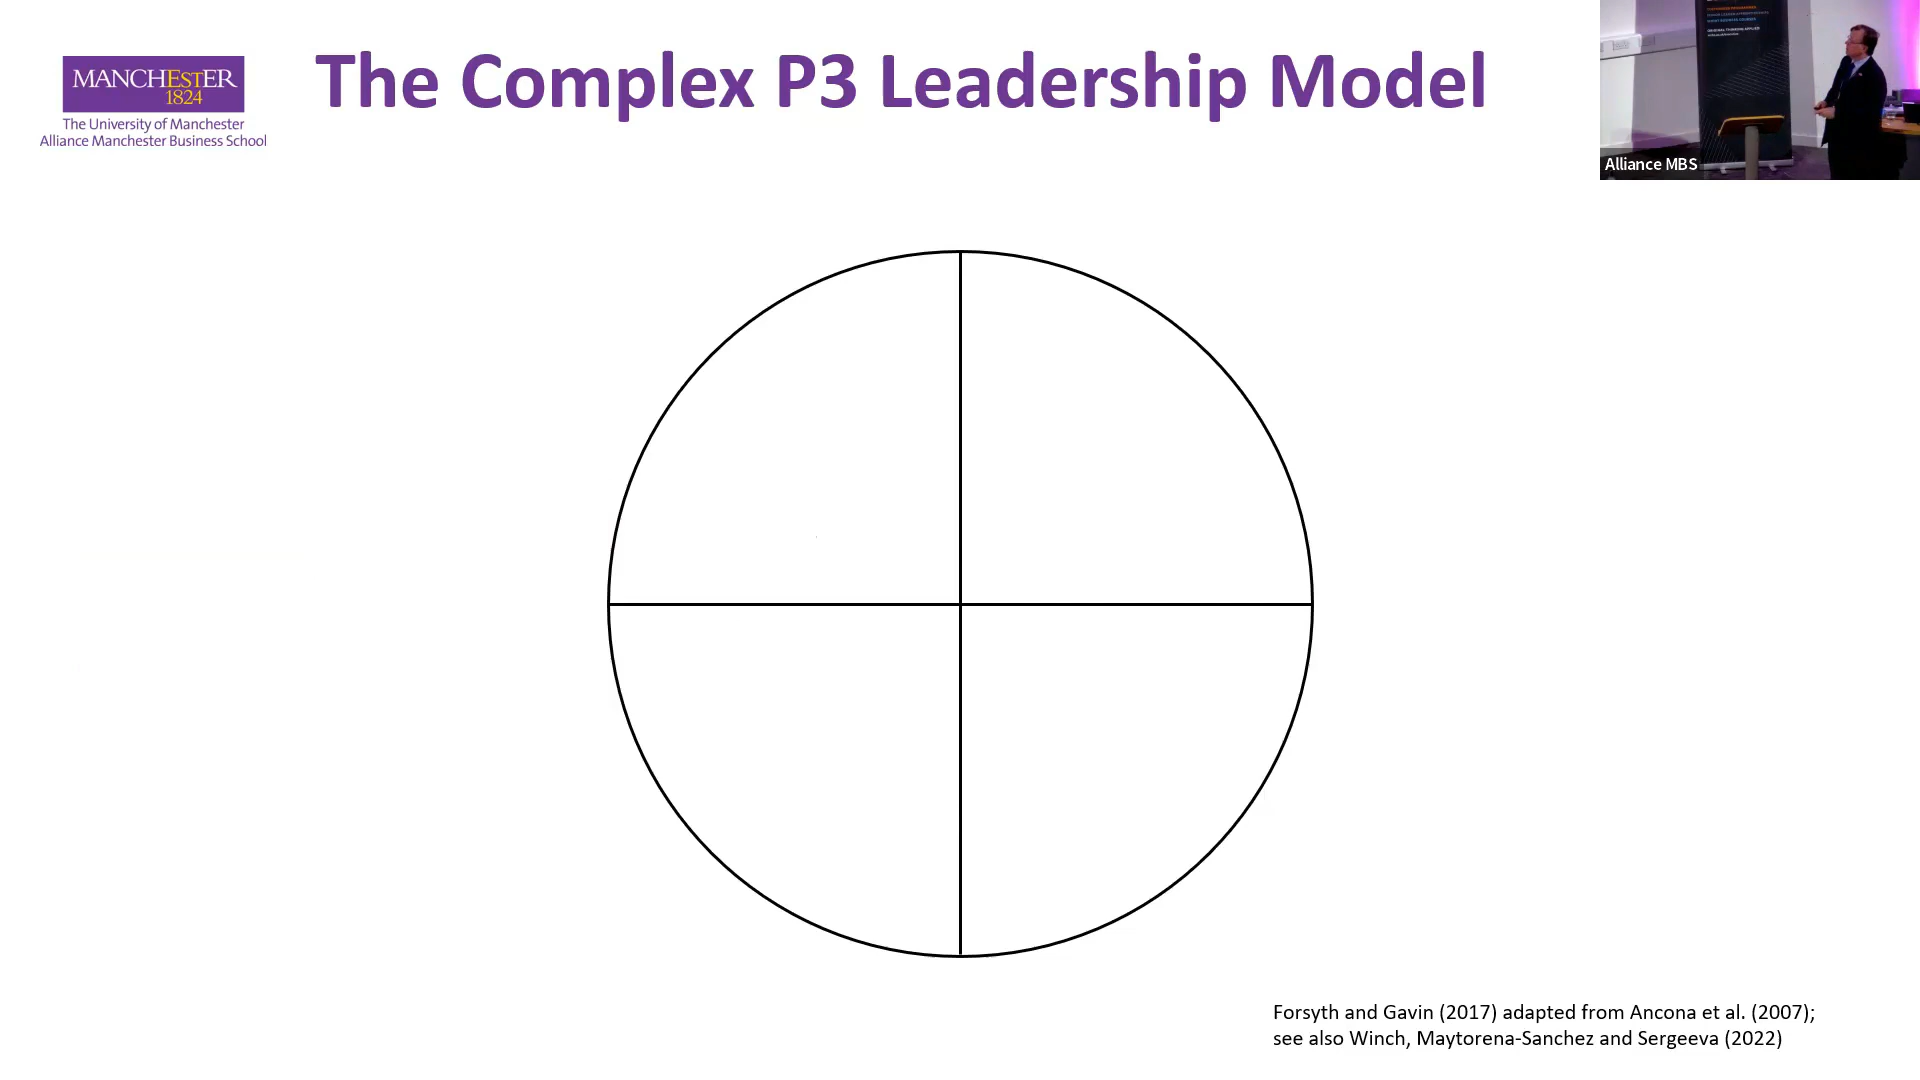 The Complex P3 Leadership Model
MANCHESTER
1824
The University of Manchester
Alliance Manchester Business School
Alliance MBS
Forsyth and Gavin (2017) adapted from Ancona et al. (2007);
see also Winch, Maytorena-Sanchez and Sergeeva (2022)